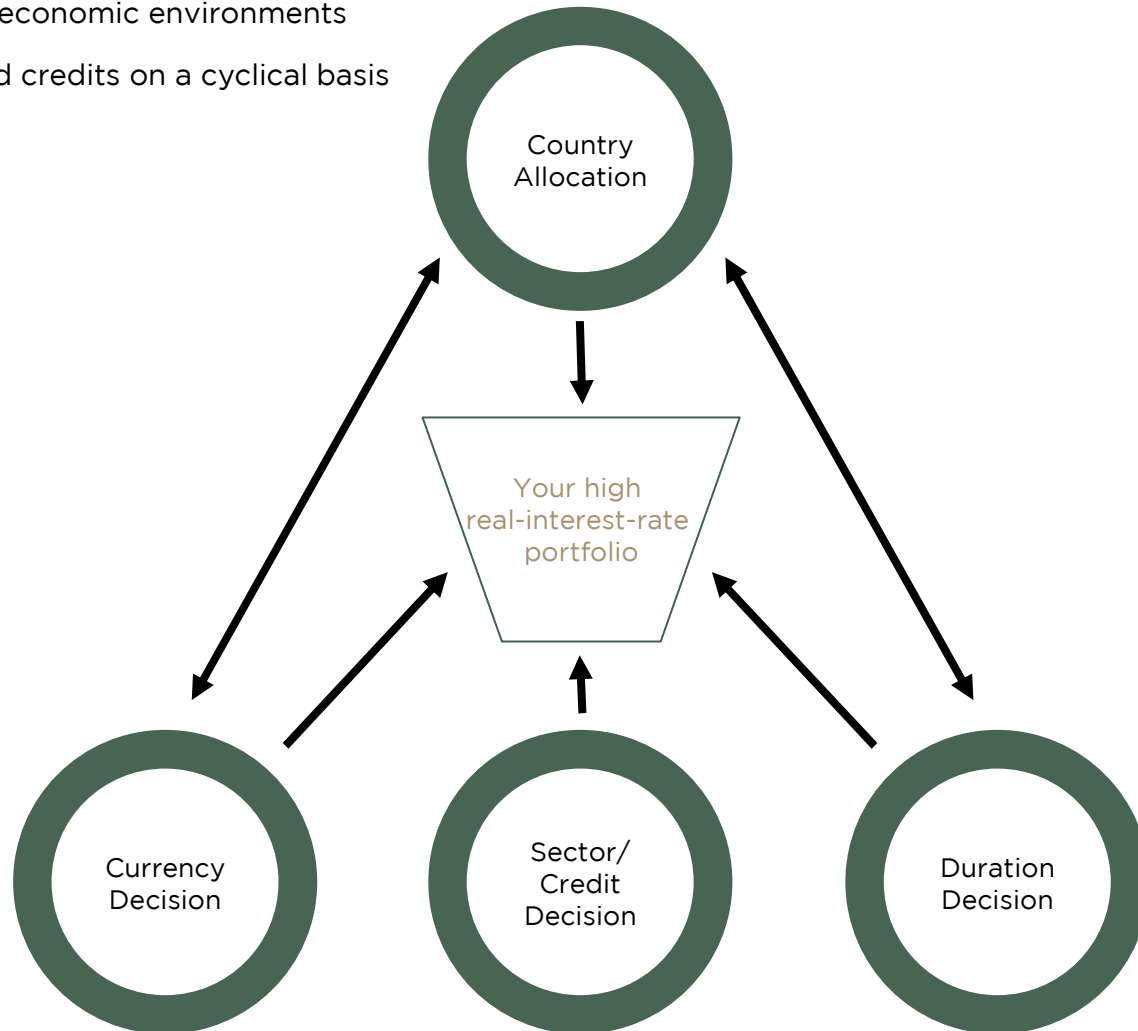 economic environments
d credits on a cyclical basis
Country
Allocation
Your high
real-interest-rate
portfolio
Currency
Decision
Sector/
Credit
Decision
Duration
Decision